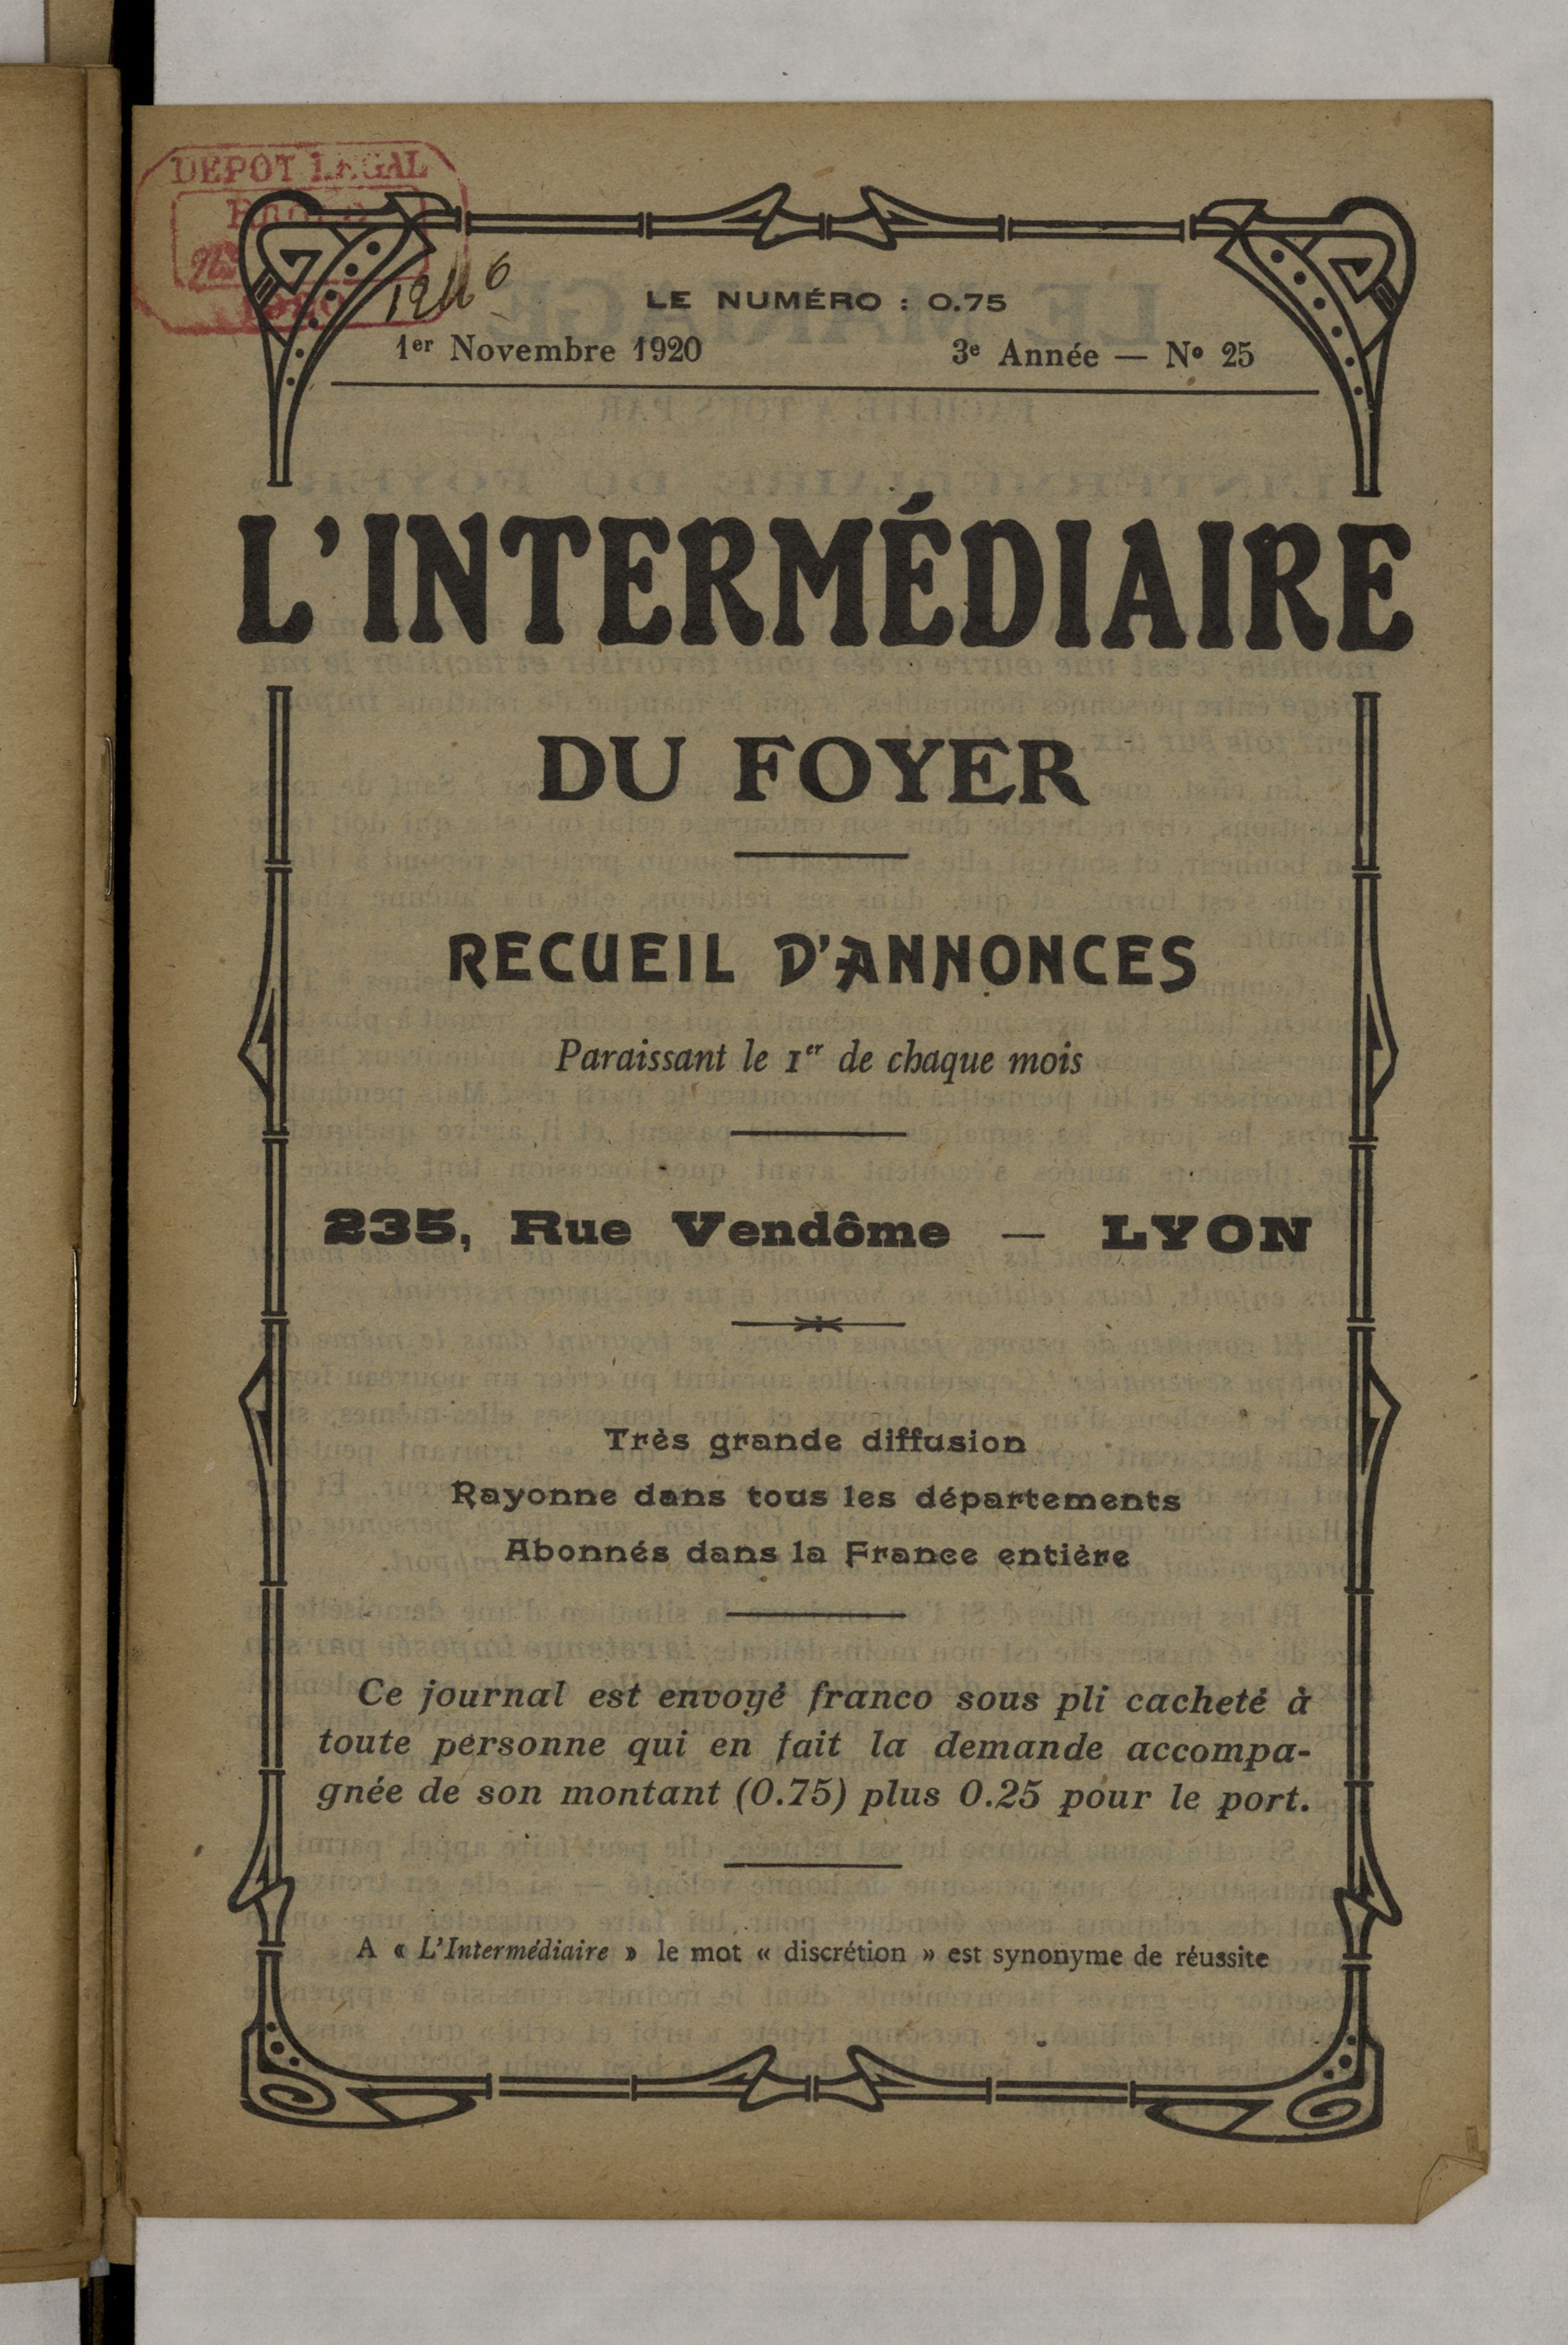 DEPOT LEGAL
LE NUMÉRO : 0.75
1er Novembre 1920
3e Année — No 25
L'INTERMÉDIAIRE
DU FOYER
RECUEIL D'ANNONCES
Paraissant le 1er de chaque mois
235, Rue Vendôme — LYON
Très grande diffusion
Rayonne dans tous les départements
Abonnés dans la France entière
Ce journal est envoyé franco sous pli cacheté à
toute personne qui en fait la demande accompa-
gnée de son montant (0.75) plus 0.25 pour le port.
A « L'Intermédiaire » le mot « discrétion » est synonyme de réussite